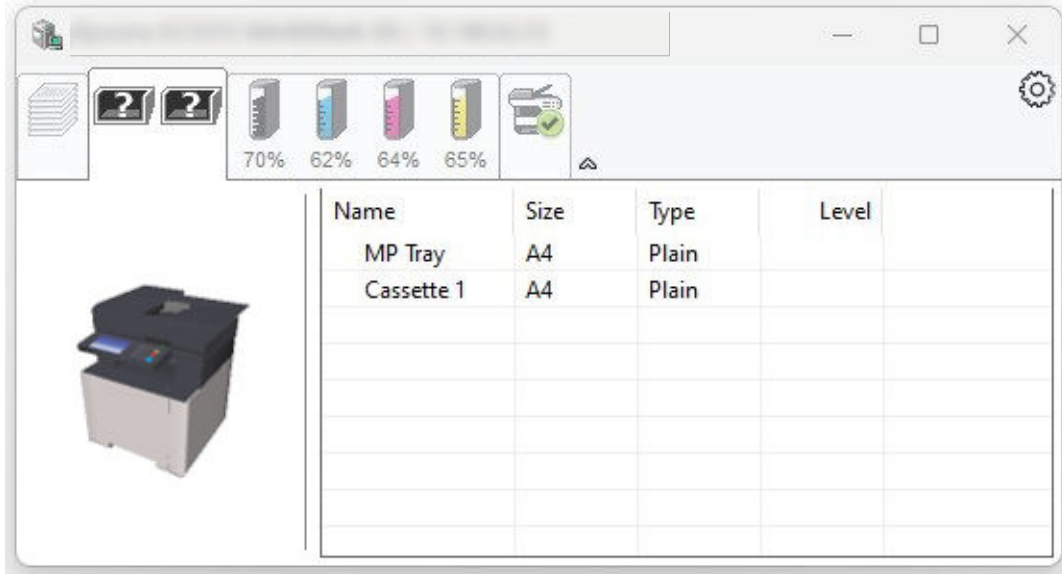 ? ?
70% 62% 64% 65%
Name Size Type Level
MP Tray A4 Plain
Cassette 1 A4 Plain